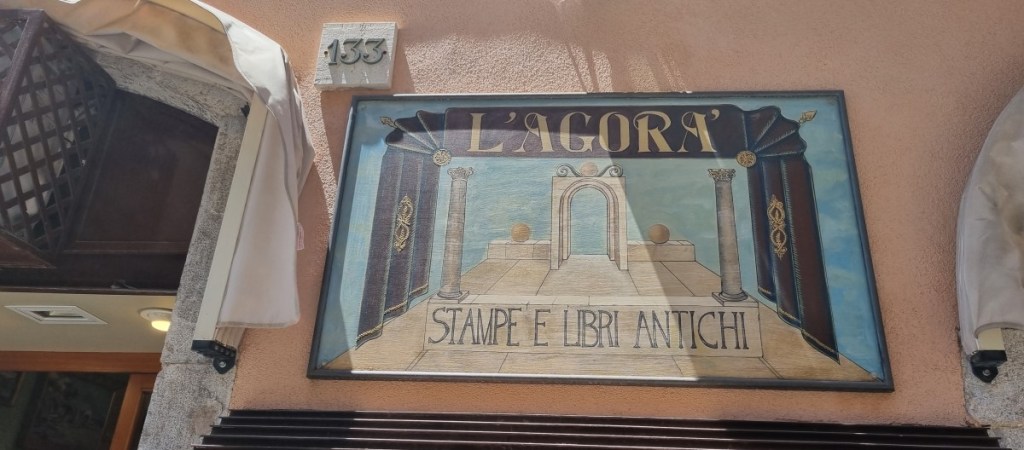 133
L'AGORA'
STAMPE E LIBRI ANTICHI